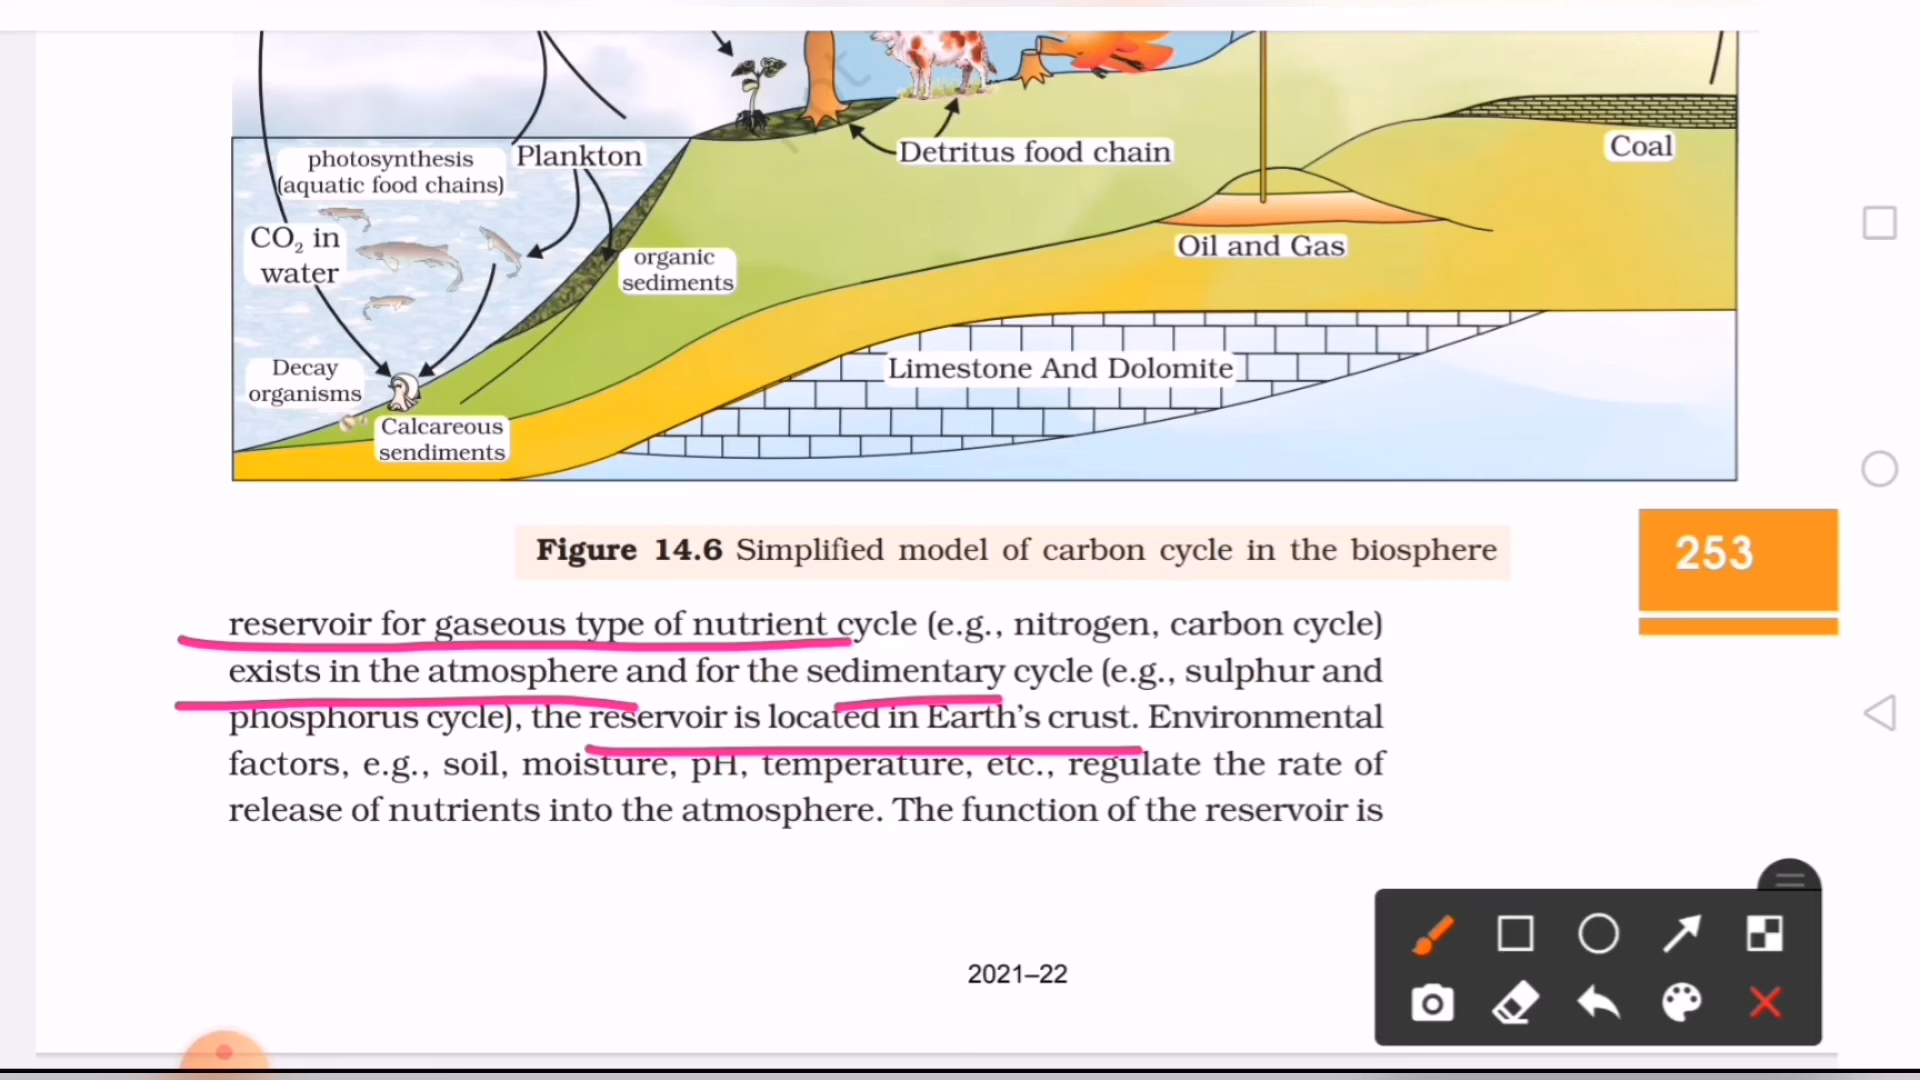 photosynthesis
(aquatic food chains)
Plankton
Detritus food chain
Coal
CO₂ in
water
organic
sediments
Oil and Gas
Decay
organisms
Limestone And Dolomite
Calcareous
sendiments
Figure 14.6 Simplified model of carbon cycle in the biosphere
253
reservoir for gaseous type of nutrient cycle (e.g., nitrogen, carbon cycle)
exists in the atmosphere and for the sedimentary cycle (e.g., sulphur and
phosphorus cycle), the reservoir is located in Earth’s crust. Environmental
factors, e.g., soil, moisture, pH, temperature, etc., regulate the rate of
release of nutrients into the atmosphere. The function of the reservoir is
2021–22